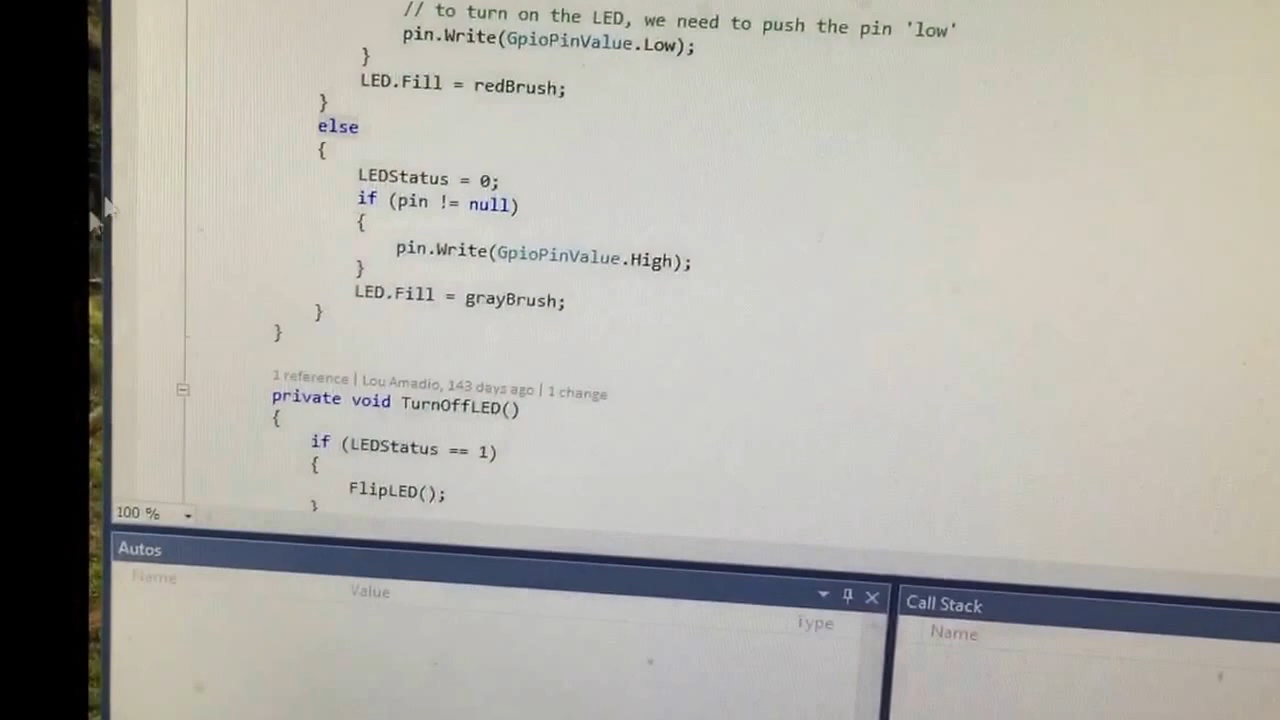 // to turn on the LED, we need to push the pin 'low'
pin.Write(GpioPinValue.Low);
}
LED.Fill = redBrush;
}
else
{
LEDStatus = 0;
if (pin != null)
{
pin.Write(GpioPinValue.High);
}
LED.Fill = grayBrush;
}
}
1 reference | Lou Amadio, 143 days ago | 1 change
private void TurnOffLED()
{
if (LEDStatus == 1)
{
FlipLED();
}
100 %
Autos
Name Value Type
Call Stack
Name